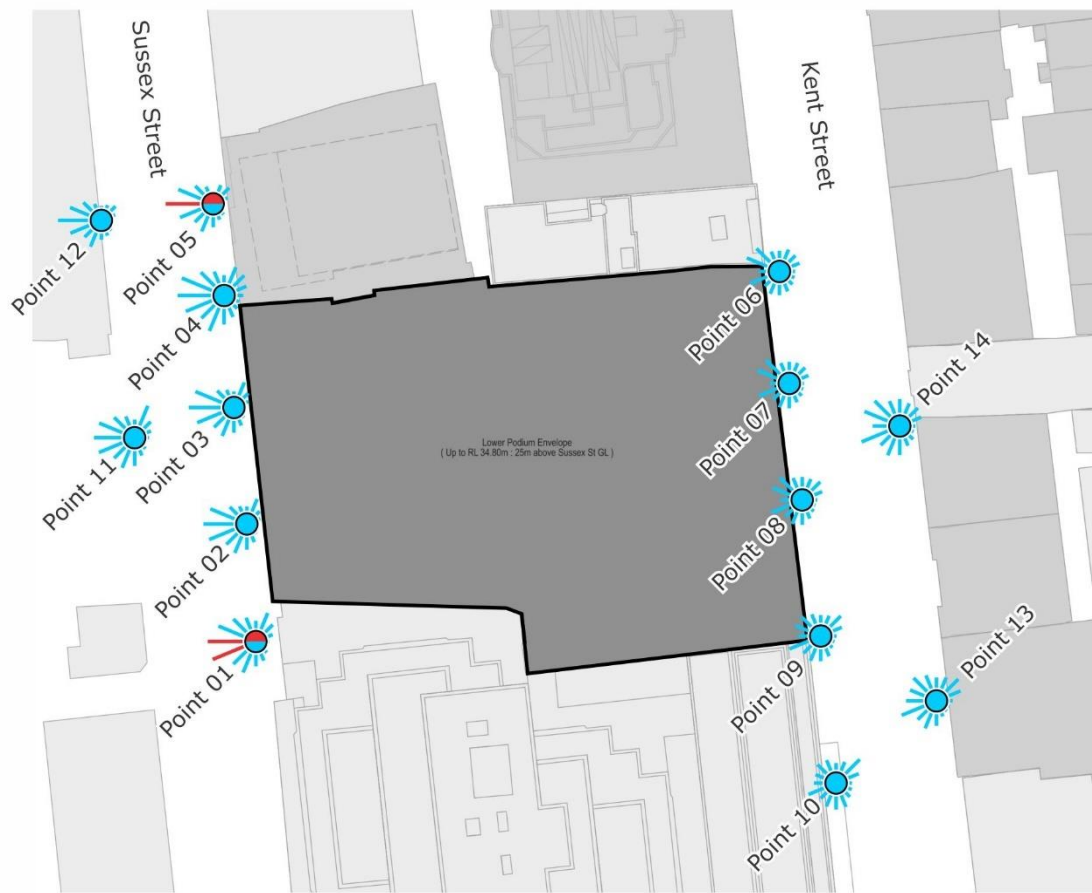 Sussex Street
Kent Street
Point 12
Point 05
Point 04
Point 06
Point 14
Point 03
Point 07
Point 11
Lower Podium Envelope
( Up to RL 34.80m : 25m above Sussex St GL )
Point 02
Point 08
Point 01
Point 09
Point 13
Point 10